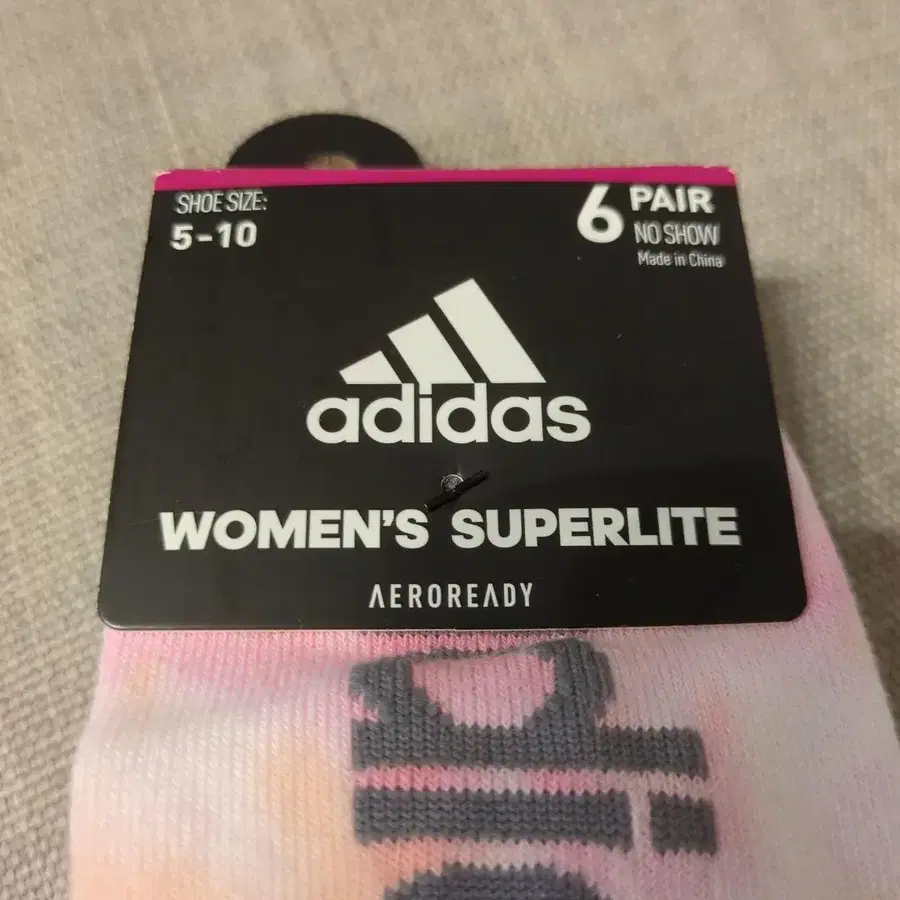 SHOE SIZE:
5-10
6 PAIR
NO SHOW
Made in China
adidas
WOMEN'S SUPERLITE
AEROREADY